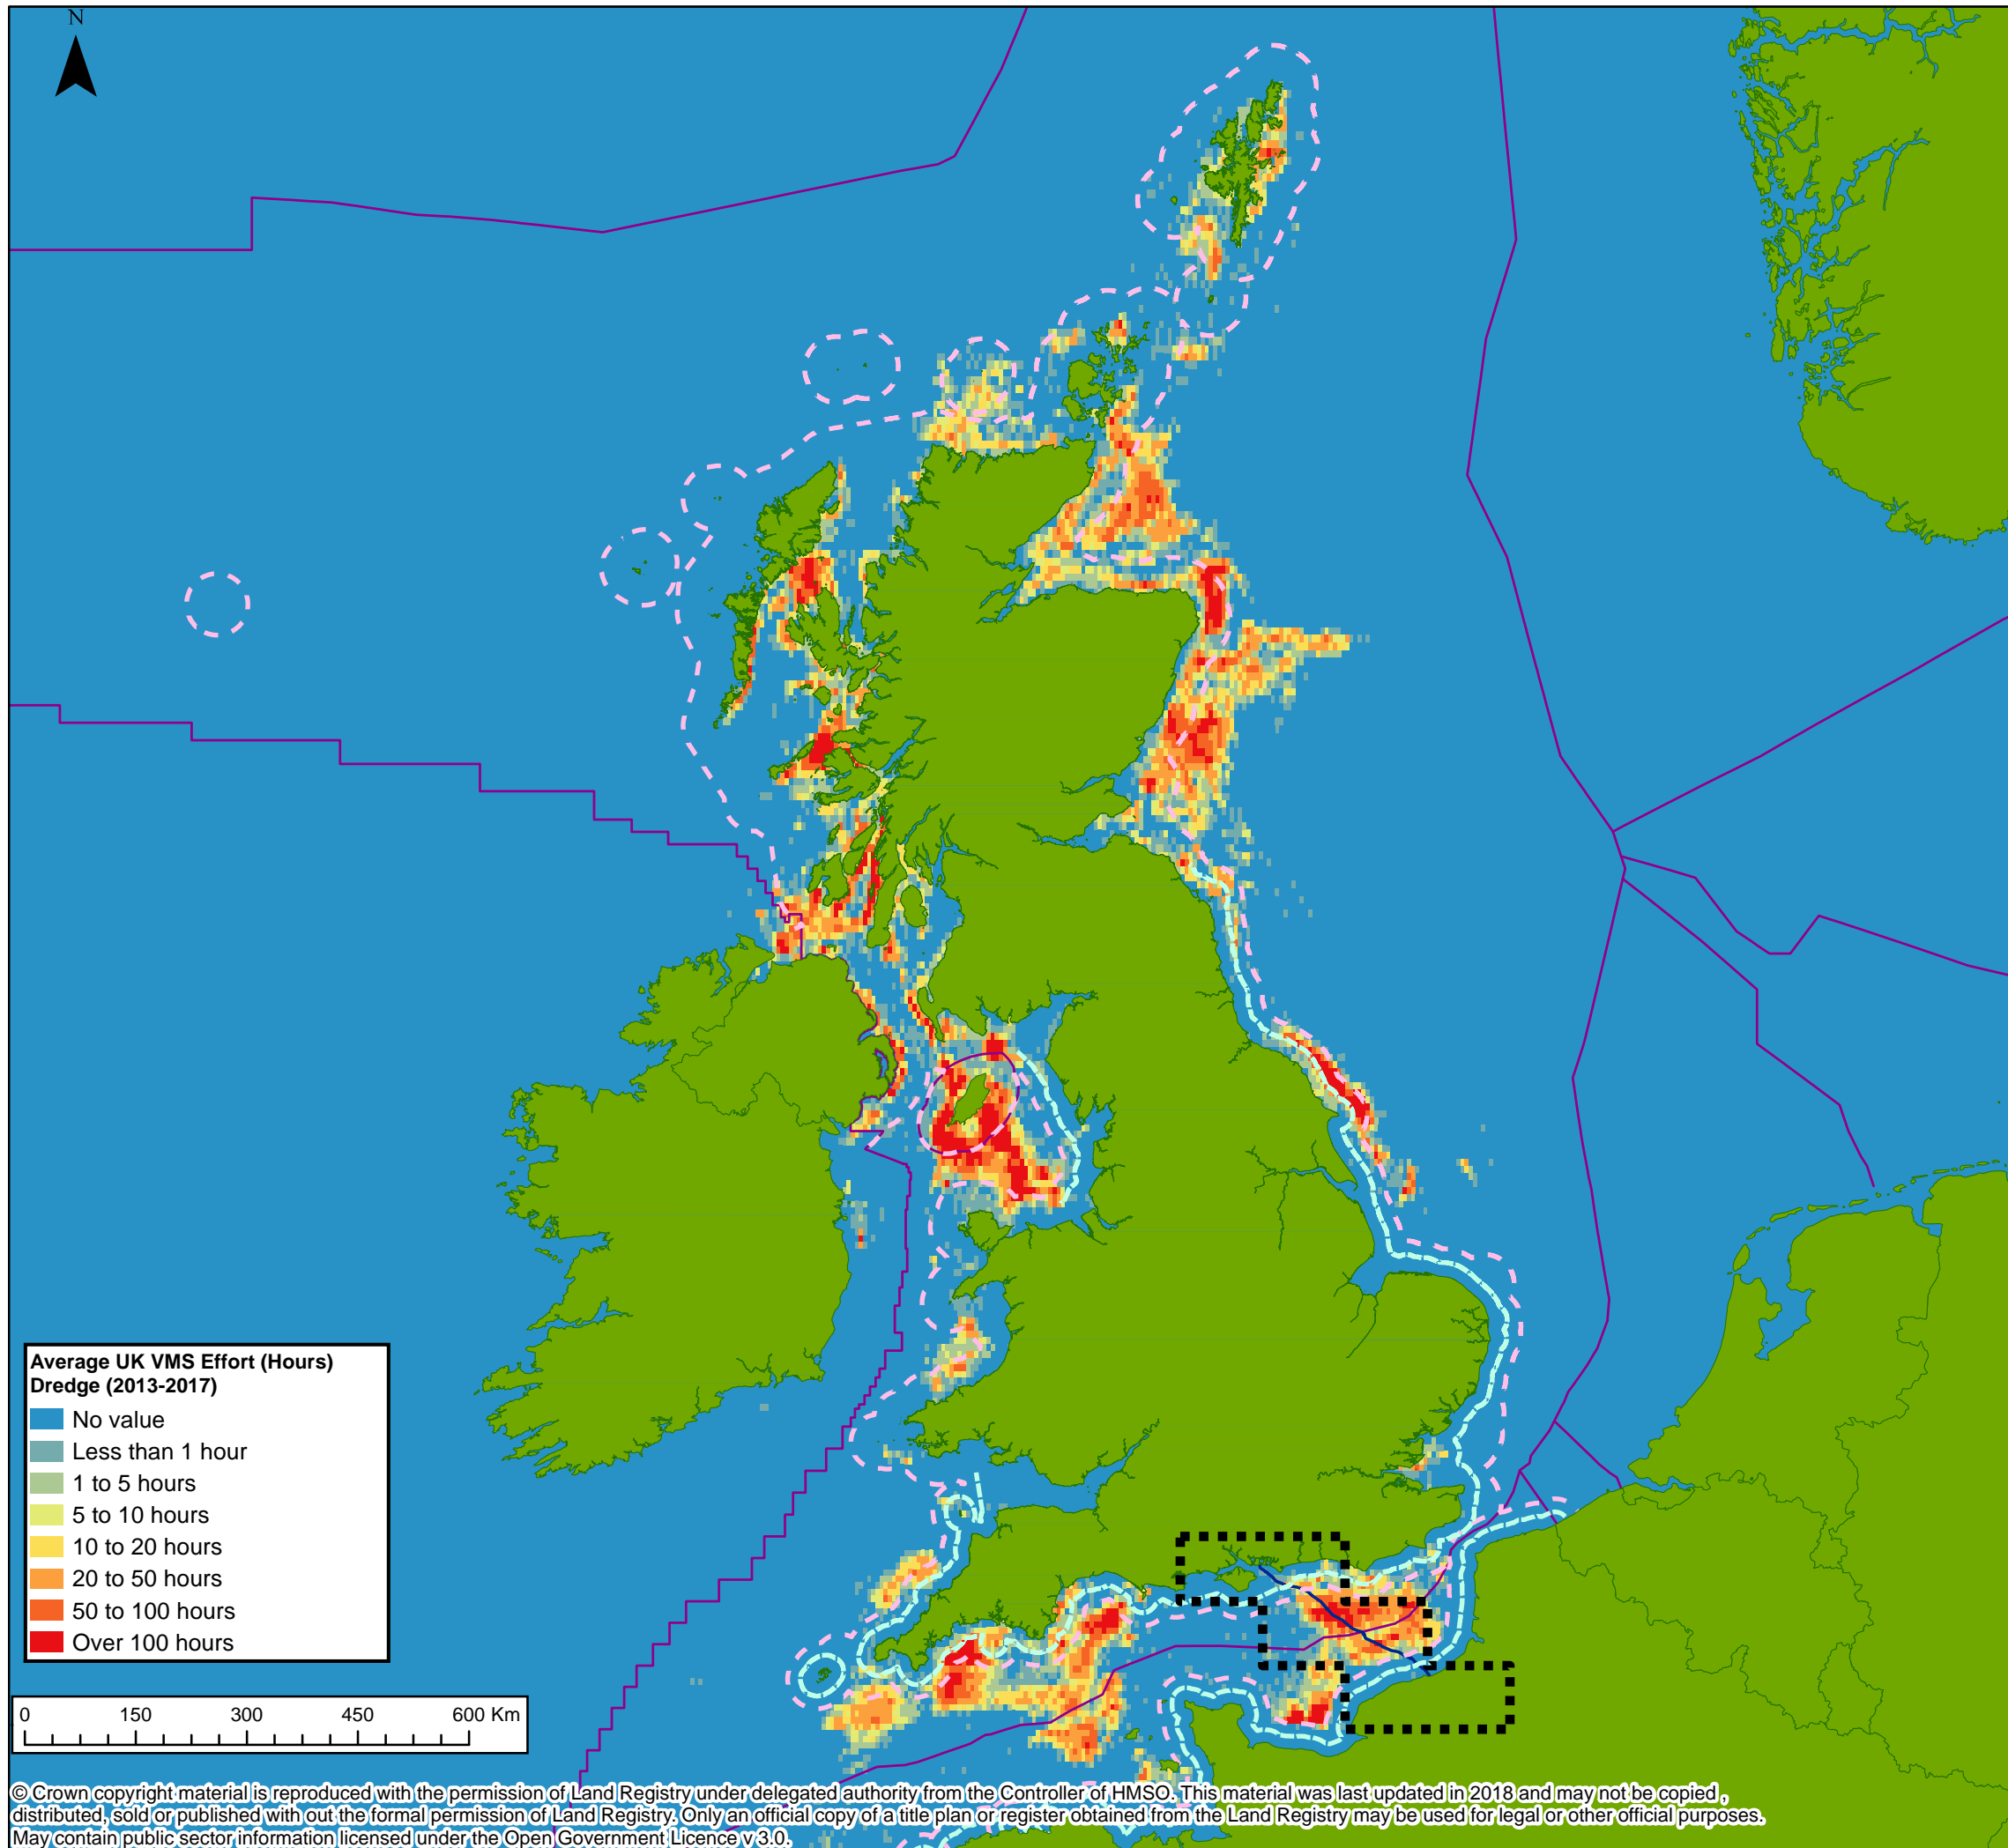 N
Average UK VMS Effort (Hours)
Dredge (2013-2017)
No value
Less than 1 hour
1 to 5 hours
5 to 10 hours
10 to 20 hours
20 to 50 hours
50 to 100 hours
Over 100 hours
0 150 300 450 600 Km
© Crown copyright material is reproduced with the permission of Land Registry under delegated authority from the Controller of HMSO. This material was last updated in 2018 and may not be copied ,
distributed, sold or published with out the formal permission of Land Registry. Only an official copy of a title plan or register obtained from the Land Registry may be used for legal or other official purposes.
May contain public sector information licensed under the Open Government Licence v 3.0.